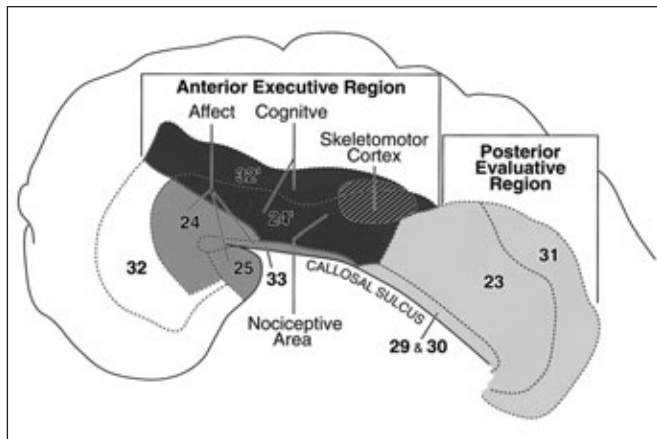 Anterior Executive Region
Affect
Cognitve
Skeletomotor
Cortex
Posterior
Evaluative
Region
32'
24
24'
31
32
25
33
23
CALLOSAL SULCUS
Nociceptive
Area
29 & 30